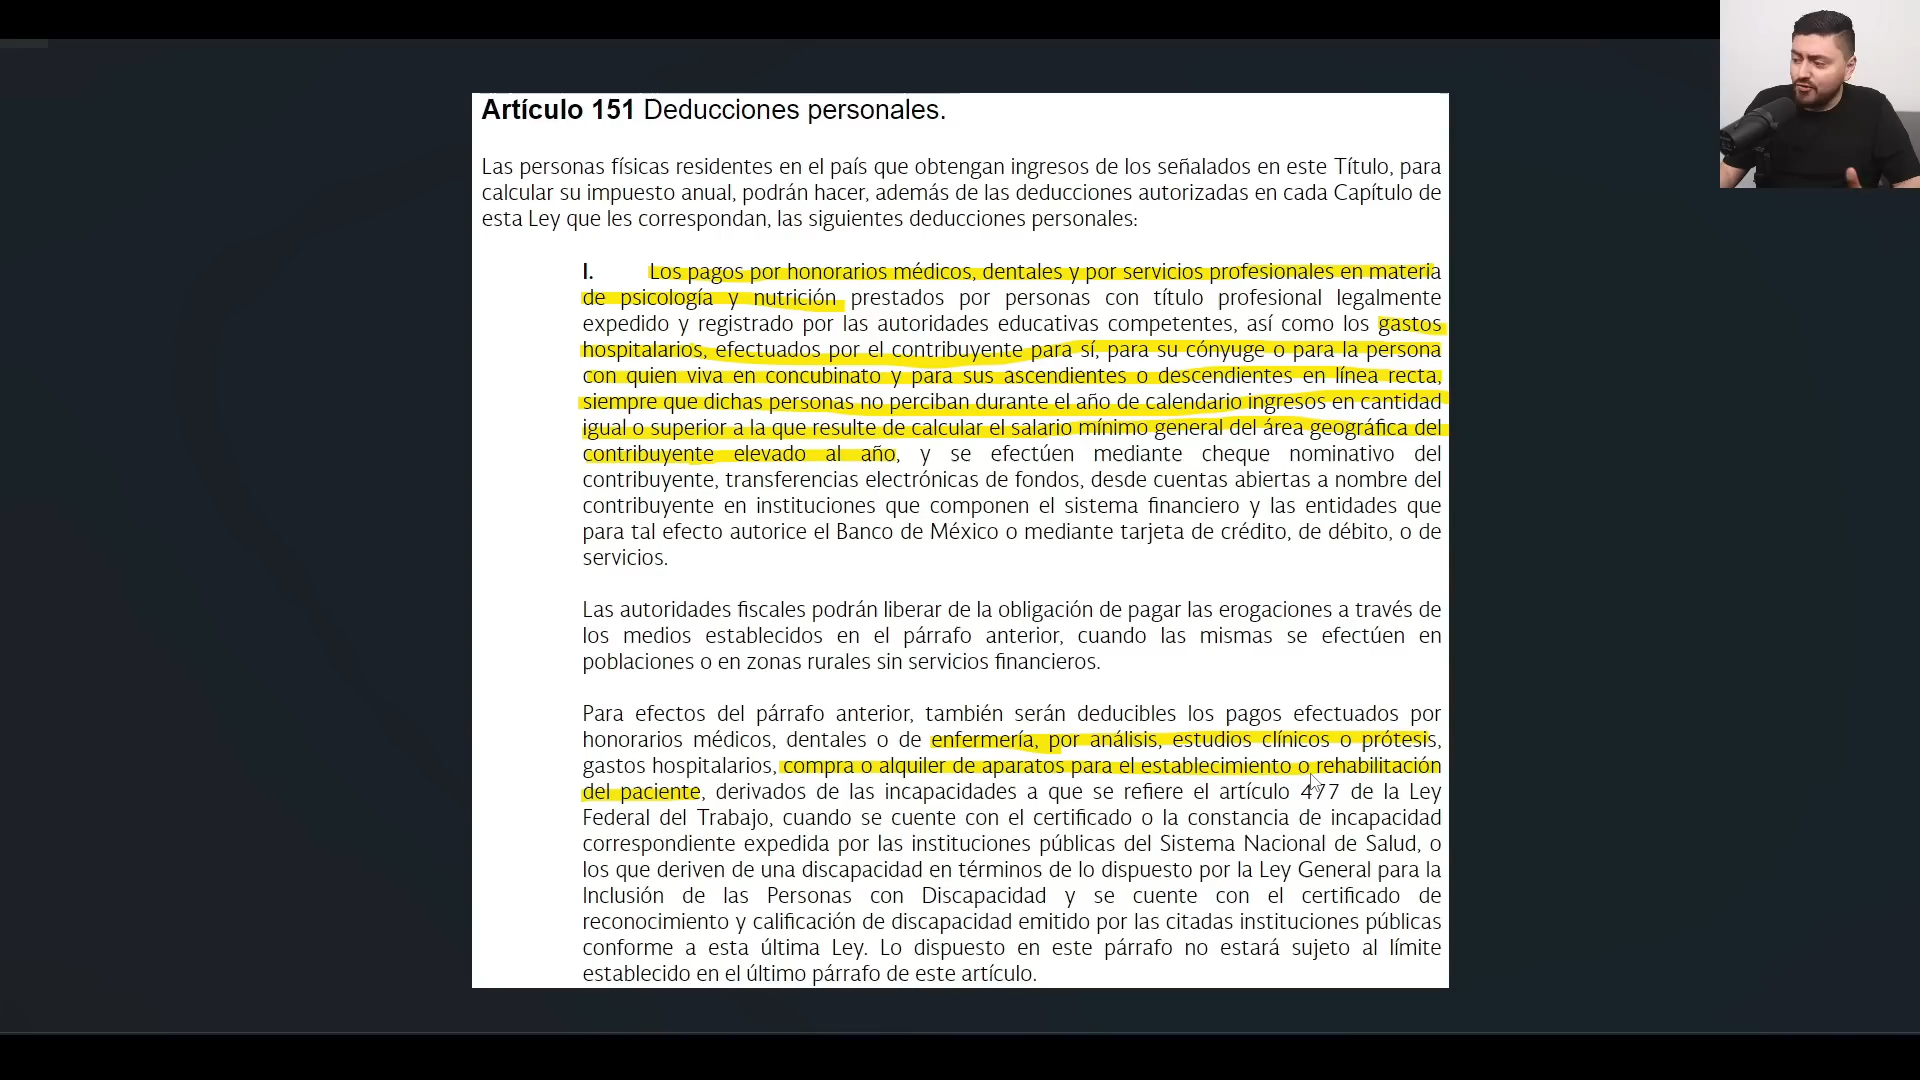 Artículo 151 Deducciones personales.
Las personas físicas residentes en el país que obtengan ingresos de los señalados en este Título, para
calcular su impuesto anual, podrán hacer, además de las deducciones autorizadas en cada Capítulo de
esta Ley que les correspondan, las siguientes deducciones personales:
I. Los pagos por honorarios médicos, dentales y por servicios profesionales en materia
de psicología y nutrición prestados por personas con título profesional legalmente
expedido y registrado por las autoridades educativas competentes, así como los gastos
hospitalarios, efectuados por el contribuyente para sí, para su cónyuge o para la persona
con quien viva en concubinato y para sus ascendientes o descendientes en línea recta,
siempre que dichas personas no perciban durante el año de calendario ingresos en cantidad
igual o superior a la que resulte de calcular el salario mínimo general del área geográfica del
contribuyente elevado al año, y se efectúen mediante cheque nominativo del
contribuyente, transferencias electrónicas de fondos, desde cuentas abiertas a nombre del
contribuyente en instituciones que componen el sistema financiero y las entidades que
para tal efecto autorice el Banco de México o mediante tarjeta de crédito, de débito, o de
servicios.
Las autoridades fiscales podrán liberar de la obligación de pagar las erogaciones a través de
los medios establecidos en el párrafo anterior, cuando las mismas se efectúen en
poblaciones o en zonas rurales sin servicios financieros.
Para efectos del párrafo anterior, también serán deducibles los pagos efectuados por
honorarios médicos, dentales o de enfermería, por análisis, estudios clínicos o prótesis,
gastos hospitalarios, compra o alquiler de aparatos para el establecimiento o rehabilitación
del paciente, derivados de las incapacidades a que se refiere el artículo 477 de la Ley
Federal del Trabajo, cuando se cuente con el certificado o la constancia de incapacidad
correspondiente expedida por las instituciones públicas del Sistema Nacional de Salud, o
los que deriven de una discapacidad en términos de lo dispuesto por la Ley General para la
Inclusión de las Personas con Discapacidad y se cuente con el certificado de
reconocimiento y calificación de discapacidad emitido por las citadas instituciones públicas
conforme a esta última Ley. Lo dispuesto en este párrafo no estará sujeto al límite
establecido en el último párrafo de este artículo.